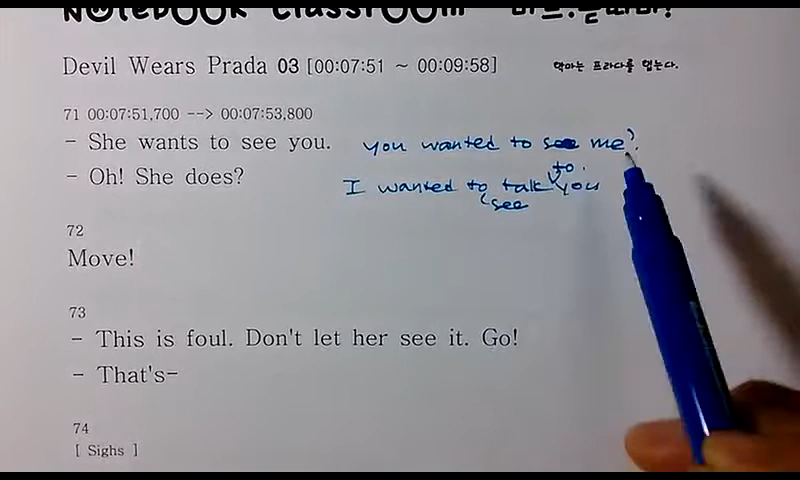 Notebook Classroom
Devil Wears Prada 03 [00:07:51 ~ 00:09:58]
악마는 프라다를 입는다.
71 00:07:51,700 --> 00:07:53,800
- She wants to see you. you wanted to see me?
- Oh! She does? I wanted to talk to you
(see
72
Move!
73
- This is foul. Don't let her see it. Go!
- That's-
74
[ Sighs ]